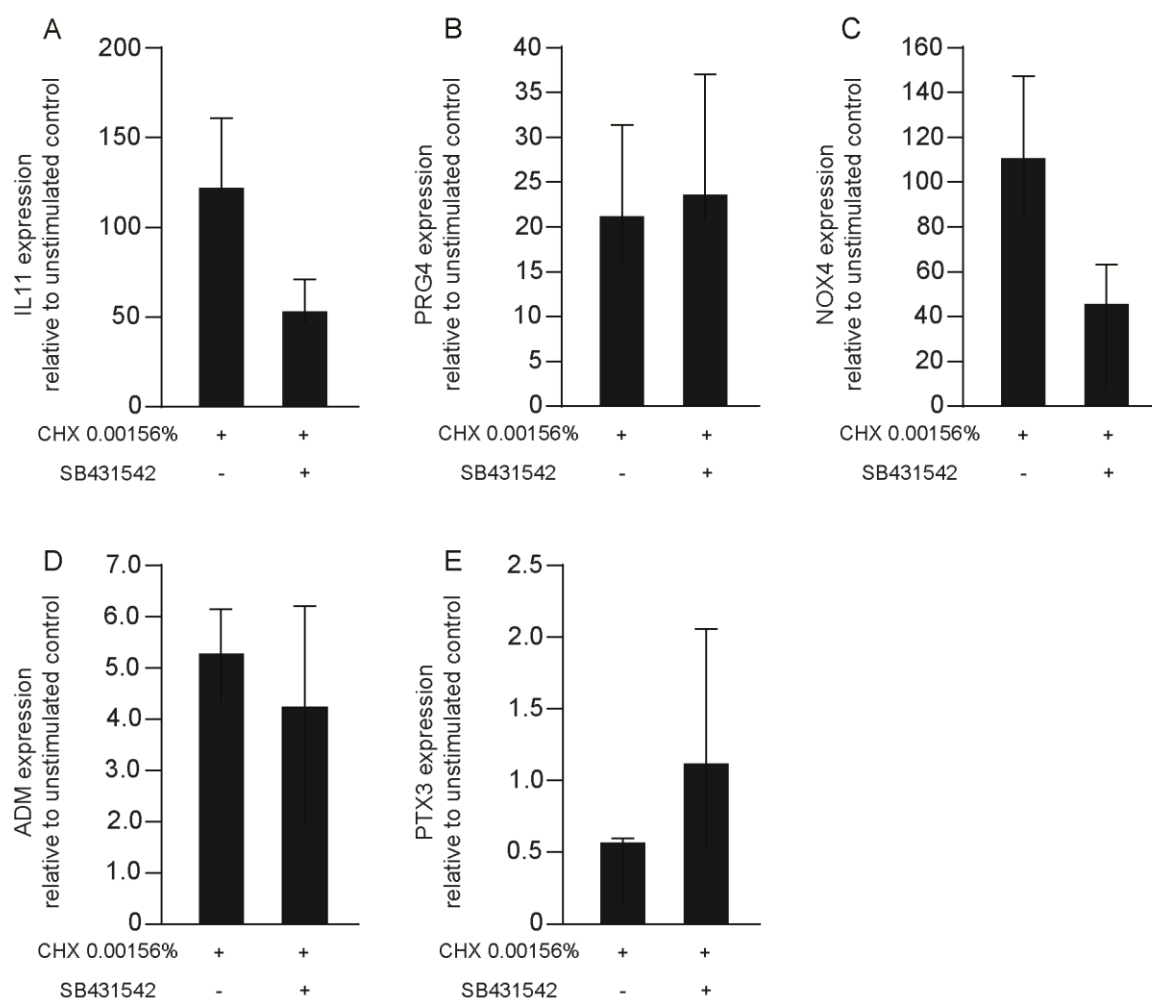 A
IL11 expression
relative to unstimulated control
200
150
100
50
0
CHX 0.00156% + +
SB431542 - +
B
PRG4 expression
relative to unstimulated control
40
35
30
25
20
15
10
5
0
CHX 0.00156% + +
SB431542 - +
C
NOX4 expression
relative to unstimulated control
160
140
120
100
80
60
40
20
0
CHX 0.00156% + +
SB431542 - +
D
ADM expression
relative to unstimulated control
7.0
6.0
5.0
4.0
3.0
2.0
1.0
0
CHX 0.00156% + +
SB431542 - +
E
PTX3 expression
relative to unstimulated control
2.5
2.0
1.5
1.0
0.5
0
CHX 0.00156% + +
SB431542 - +